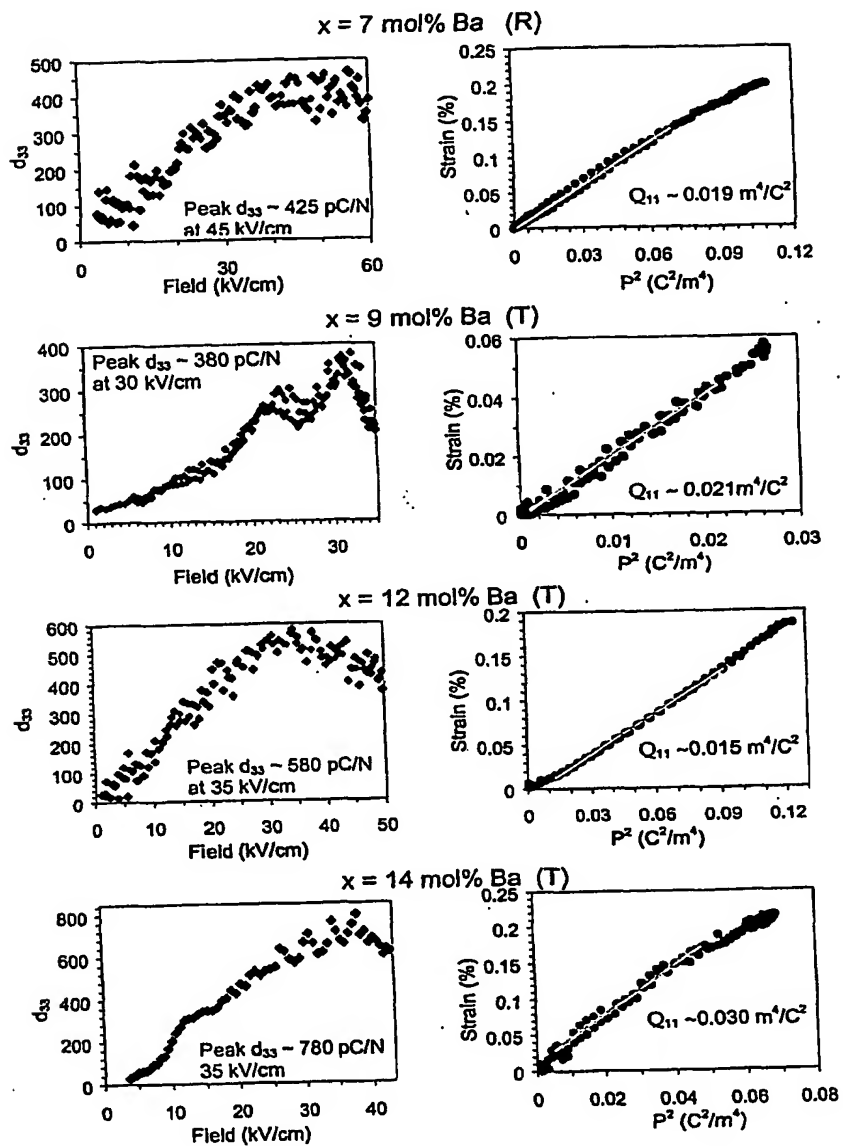 x = 7 mol% Ba (R)
500
400
300
200
100
0
d33
Peak d33 ~ 425 pC/N
at 45 kV/cm
0
30
60
Field (kV/cm)
0.25
0.2
0.15
0.1
0.05
0
Strain (%)
Q11 ~ 0.019 m4/C2
0
0.03
0.06
0.09
0.12
P2 (C2/m4)
x = 9 mol% Ba (T)
400
300
200
100
0
d33
Peak d33 ~ 380 pC/N
at 30 kV/cm
0
10
20
30
Field (kV/cm)
0.06
0.04
0.02
0
Strain (%)
Q11 ~ 0.021m4/C2
0
0.01
0.02
0.03
P2 (C2/m4)
x = 12 mol% Ba (T)
600
500
400
300
200
100
0
d33
Peak d33 ~ 580 pC/N
at 35 kV/cm
0
10
20
30
40
50
Field (kV/cm)
0.2
0.15
0.1
0.05
0
Strain (%)
Q11 ~0.015 m4/C2
0
0.03
0.06
0.09
0.12
P2 (C2/m4)
x = 14 mol% Ba (T)
800
600
400
200
0
d33
Peak d33 ~ 780 pC/N
35 kV/cm
0
10
20
30
40
Field (kV/cm)
0.25
0.2
0.15
0.1
0.05
0
Strain (%)
Q11 ~0.030 m4/C2
0
0.02
0.04
0.06
0.08
P2 (C2/m4)